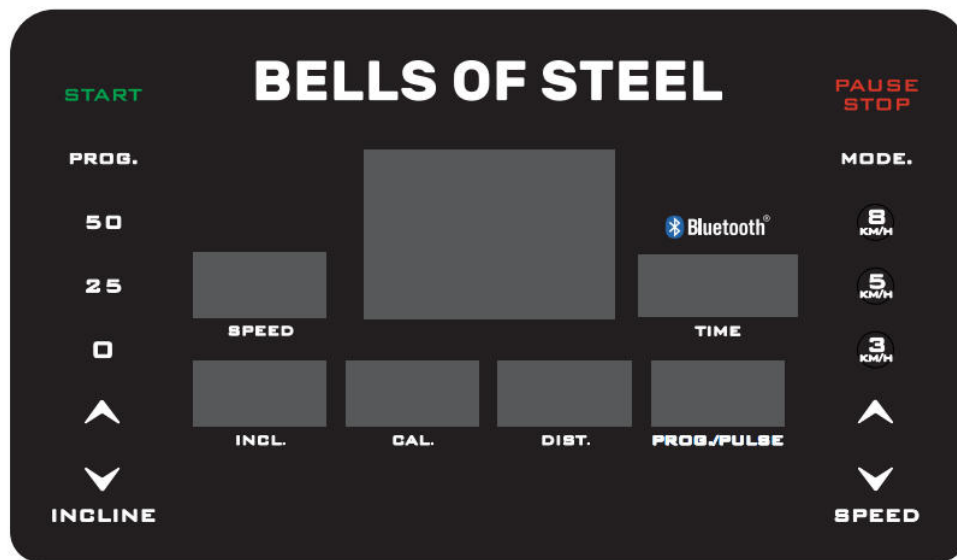 BELLS OF STEEL
START
PAUSE
STOP
PROG.
MODE.
50
Bluetooth®
8
KM/H
25
5
KM/H
SPEED
TIME
0
3
KM/H
INCL.
CAL.
DIST.
PROG./PULSE
INCLINE
SPEED